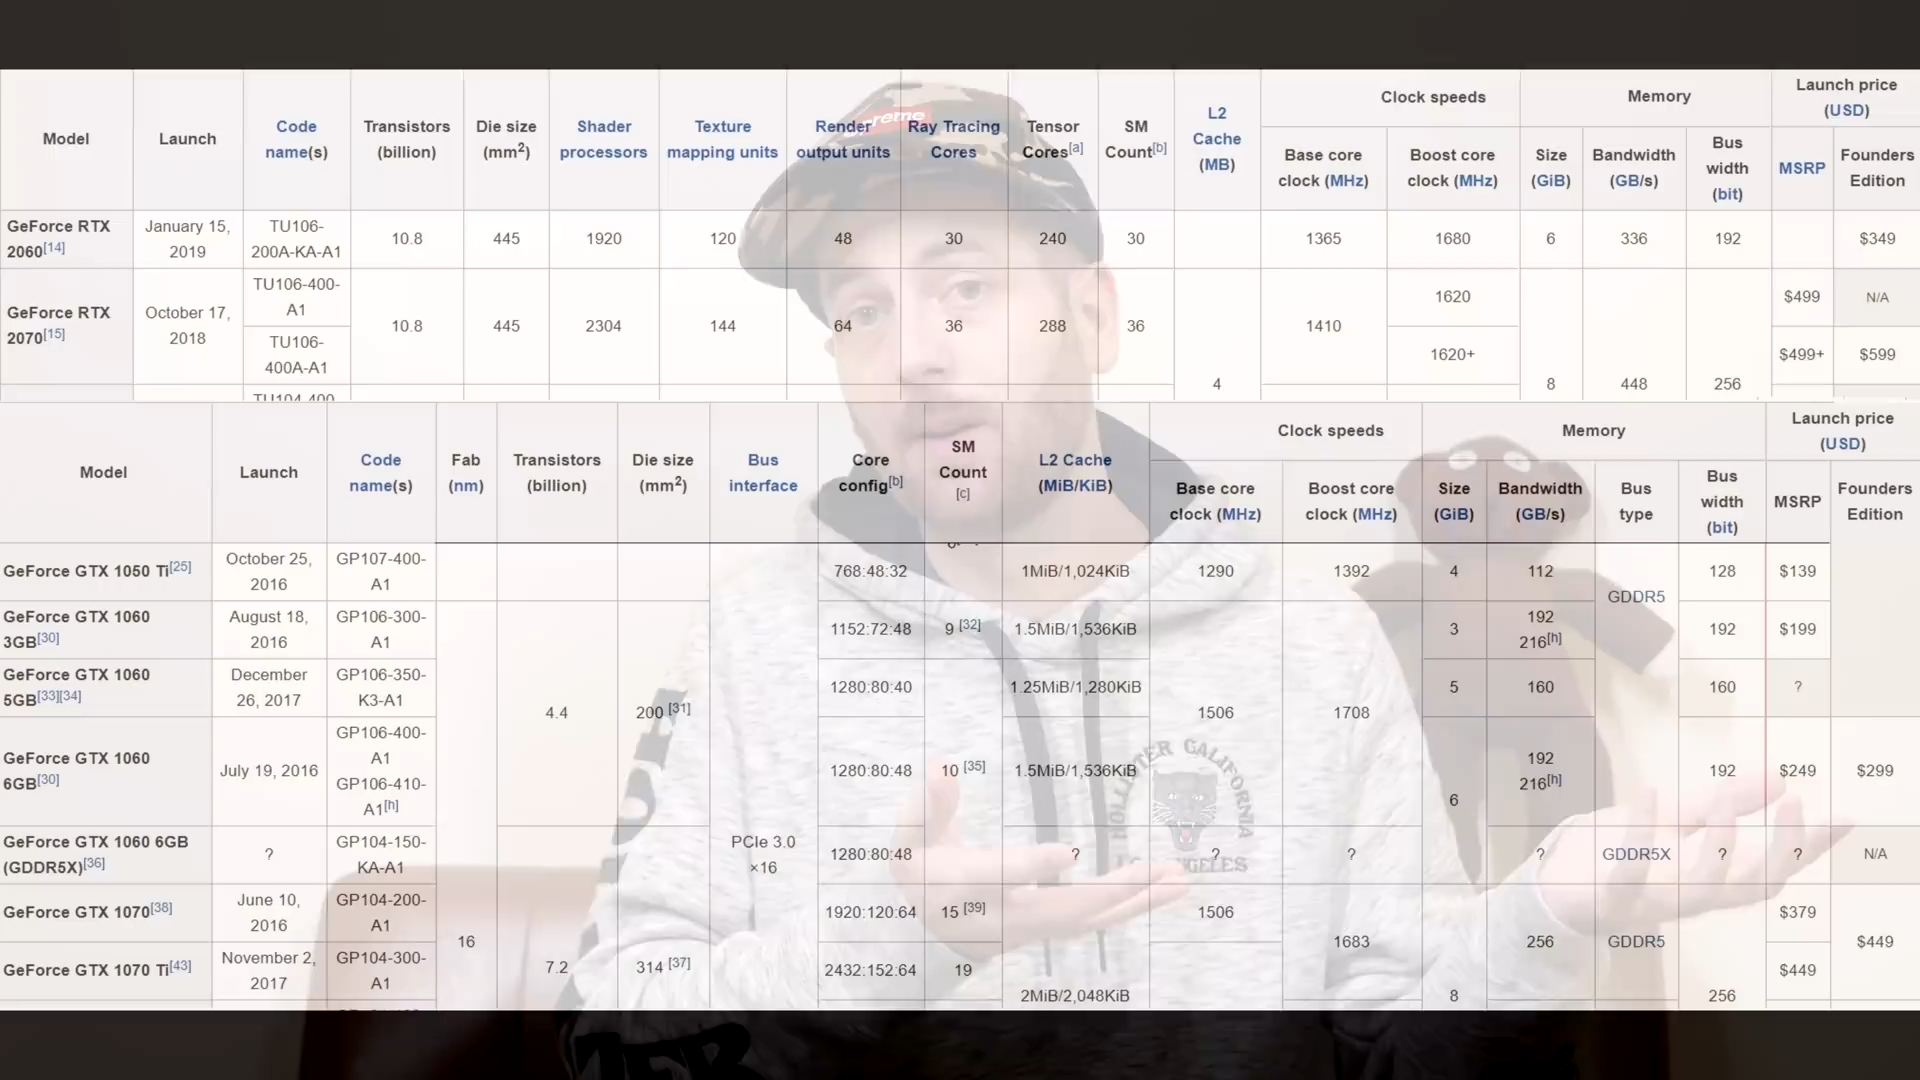 Model
Launch
Code
name(s)
Transistors
(billion)
Die size
(mm2)
Shader
processors
Texture
mapping units
Render
output units
Ray Tracing
Cores
Tensor
Cores[a]
SM
Count[b]
L2
Cache
(MB)
Clock speeds
Base core
clock (MHz)
Boost core
clock (MHz)
Memory
Size
(GiB)
Bandwidth
(GB/s)
Bus
width
(bit)
Launch price
(USD)
MSRP
Founders
Edition
GeForce RTX
2060[14]
January 15,
2019
TU106-
200A-KA-A1
10.8
445
1920
120
48
30
240
30
1365
1680
6
336
192
$349
GeForce RTX
2070[15]
October 17,
2018
TU106-400-
A1
TU106-
400A-A1
10.8
445
2304
144
64
36
288
36
4
1410
1620
1620+
8
448
256
$499
N/A
$499+
$599
TU104-400
Model
Launch
Code
name(s)
Fab
(nm)
Transistors
(billion)
Die size
(mm2)
Bus
interface
Core
config[b]
SM
Count
[c]
L2 Cache
(MiB/KiB)
Clock speeds
Base core
clock (MHz)
Boost core
clock (MHz)
Memory
Size
(GiB)
Bandwidth
(GB/s)
Bus
type
Bus
width
(bit)
Launch price
(USD)
MSRP
Founders
Edition
GeForce GTX 1050 Ti[25]
October 25,
2016
GP107-400-
A1
768:48:32
1MiB/1,024KiB
1290
1392
4
112
GDDR5
128
$139
GeForce GTX 1060
3GB[30]
August 18,
2016
GP106-300-
A1
1152:72:48
9 [32]
1.5MiB/1,536KiB
3
192
216[h]
192
$199
GeForce GTX 1060
5GB[33][34]
December
26, 2017
GP106-350-
K3-A1
4.4
200 [31]
1280:80:40
1.25MiB/1,280KiB
1506
1708
5
160
160
?
GeForce GTX 1060
6GB[30]
July 19, 2016
GP106-400-
A1
GP106-410-
A1[h]
1280:80:48
10 [35]
1.5MiB/1,536KiB
6
192
216[h]
192
$249
$299
GeForce GTX 1060 6GB
(GDDR5X)[36]
?
GP104-150-
KA-A1
PCIe 3.0
×16
1280:80:48
?
?
?
?
GDDR5X
?
?
N/A
GeForce GTX 1070[38]
June 10,
2016
GP104-200-
A1
16
1920:120:64
15 [39]
1506
1683
256
GDDR5
$379
$449
GeForce GTX 1070 Ti[43]
November 2,
2017
GP104-300-
A1
7.2
314 [37]
2432:152:64
19
2MiB/2,048KiB
8
256
$449
HOLLISTER CALIFORNIA
LOS ANGELES